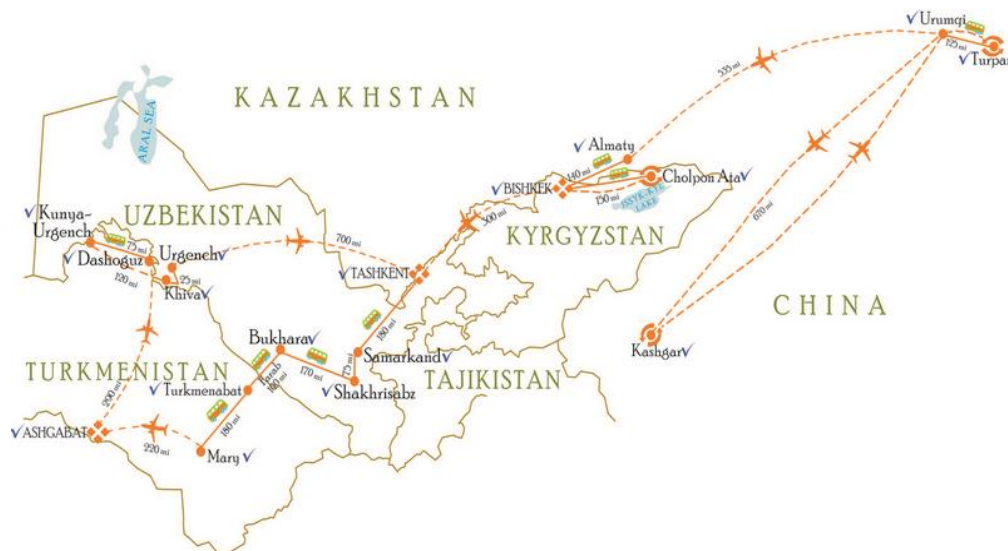 Urumqi
125 mi
Turpan
KAZAKHSTAN
ARAL SEA
Almaty
140 mi
BISHKEK
Cholpon Ata
150 mi
ISSYK-KYL
LAKE
300 mi
Kunya-
Urgench
UZBEKISTAN
75 mi
Urgench
Dashoguz
120 mi
25 mi
Khiva
700 mi
TASHKENT
KYRGYZSTAN
670 mi
CHINA
180 mi
Bukhara
Samarkand
75 mi
170 mi
Shakhrisabz
Kashgar
TURKMENISTAN
Farab
100 mi
Turkmenabat
TAJIKISTAN
290 mi
180 mi
ASHGABAT
220 mi
Mary